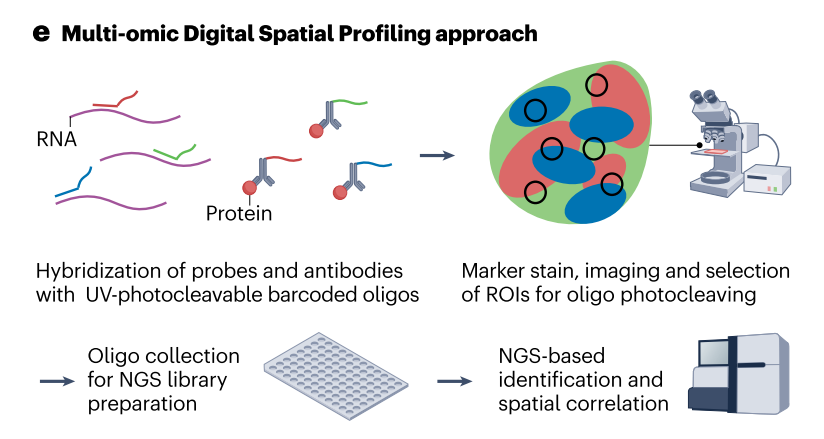 e Multi-omic Digital Spatial Profiling approach
RNA
Protein
Hybridization of probes and antibodies
with UV-photocleavable barcoded oligos
Marker stain, imaging and selection
of ROIs for oligo photocleaving
Oligo collection
for NGS library
preparation
NGS-based
identification and
spatial correlation